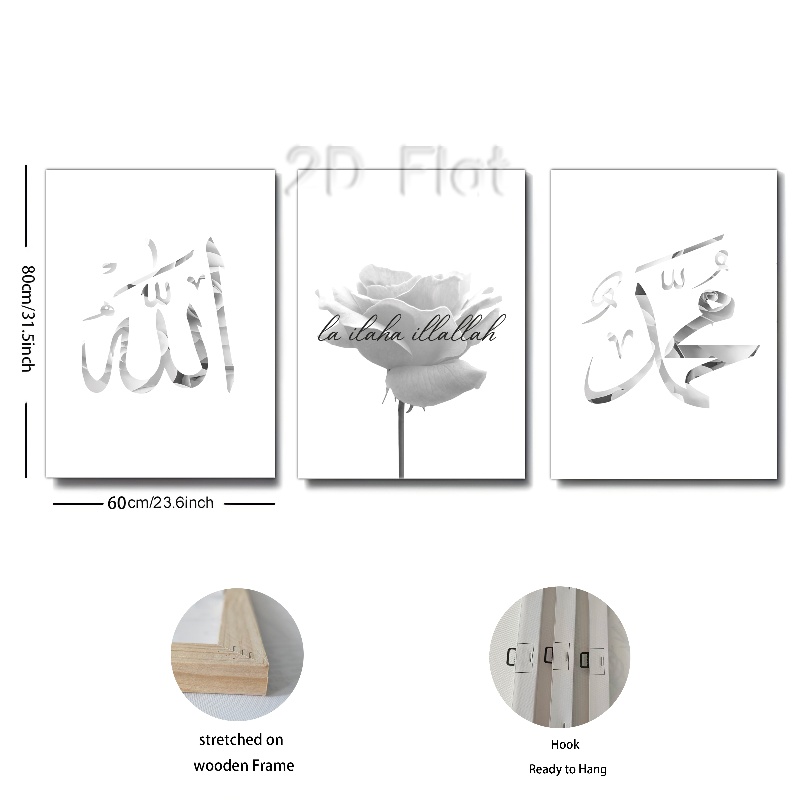 2D Flat
80cm/31.5inch
الله
la ilaha illallah
محمد
60cm/23.6inch
stretched on
wooden Frame
Hook
Ready to Hang